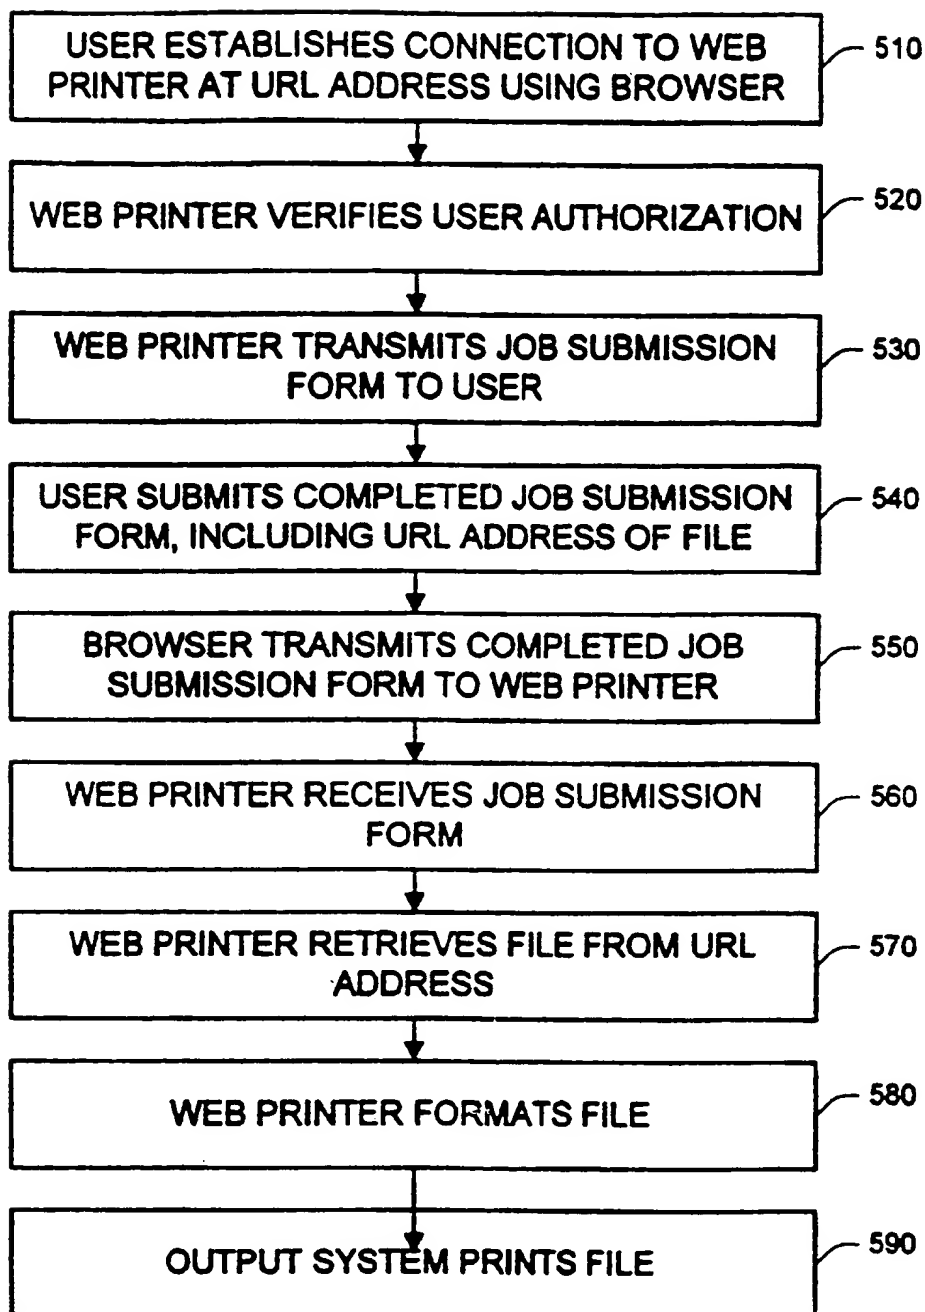 USER ESTABLISHES CONNECTION TO WEB
PRINTER AT URL ADDRESS USING BROWSER
510
WEB PRINTER VERIFIES USER AUTHORIZATION
520
WEB PRINTER TRANSMITS JOB SUBMISSION
FORM TO USER
530
USER SUBMITS COMPLETED JOB SUBMISSION
FORM, INCLUDING URL ADDRESS OF FILE
540
BROWSER TRANSMITS COMPLETED JOB
SUBMISSION FORM TO WEB PRINTER
550
WEB PRINTER RECEIVES JOB SUBMISSION
FORM
560
WEB PRINTER RETRIEVES FILE FROM URL
ADDRESS
570
WEB PRINTER FORMATS FILE
580
OUTPUT SYSTEM PRINTS FILE
590